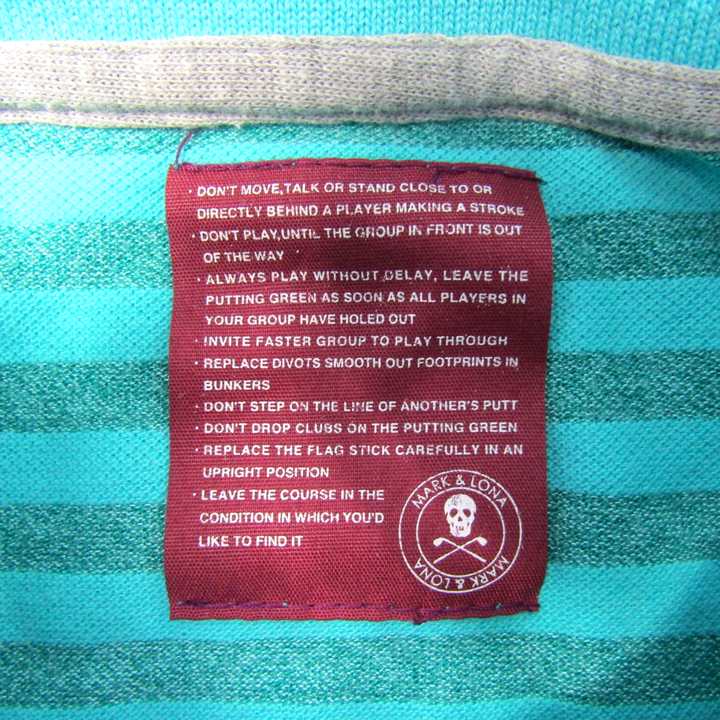 · DON'T MOVE,TALK OR STAND CLOSE TO OR
DIRECTLY BEHIND A PLAYER MAKING A STROKE
· DON'T PLAY,UNTIL THE GROUP IN FRONT IS OUT
OF THE WAY
· ALWAYS PLAY WITHOUT DELAY, LEAVE THE
PUTTING GREEN AS SOON AS ALL PLAYERS IN
YOUR GROUP HAVE HOLED OUT
· INVITE FASTER GROUP TO PLAY THROUGH
· REPLACE DIVOTS SMOOTH OUT FOOTPRINTS IN
BUNKERS
· DON'T STEP ON THE LINE OF ANOTHER'S PUTT
· DON'T DROP CLUBS ON THE PUTTING GREEN
· REPLACE THE FLAG STICK CAREFULLY IN AN
UPRIGHT POSITION
· LEAVE THE COURSE IN THE
CONDITION IN WHICH YOU'D
LIKE TO FIND IT
MARK & LONA
MARK & LONA